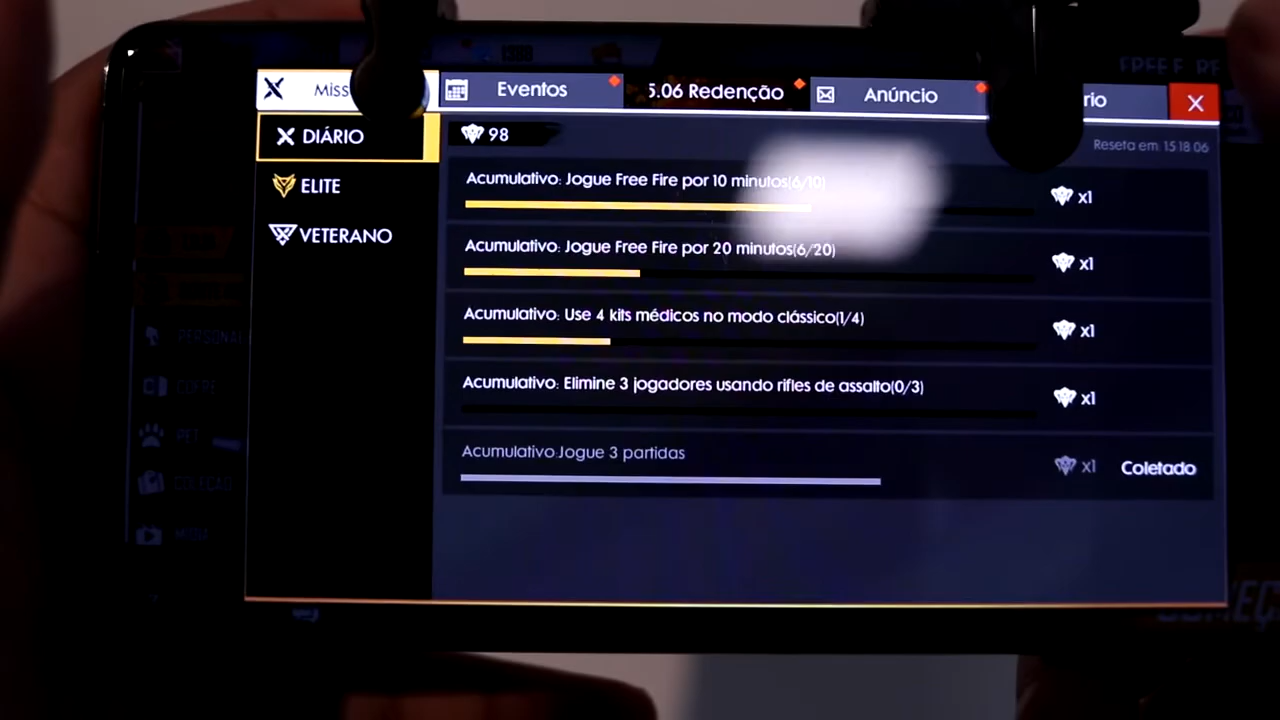 Eventos
5.06 Redenção
Anúncio
DIÁRIO
98
Reseta em 15:18:06
ELITE
VETERANO
Acumulativo: Jogue Free Fire por 10 minutos(6/10)
x1
Acumulativo: Jogue Free Fire por 20 minutos(6/20)
x1
Acumulativo: Use 4 kits médicos no modo clássico(1/4)
x1
Acumulativo: Elimine 3 jogadores usando rifles de assalto(0/3)
x1
Acumulativo:Jogue 3 partidas
x1
Coletado
COFRE
PET
COLEÇÃO